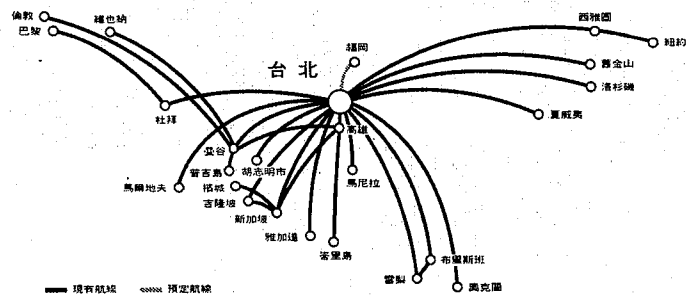 倫敦
巴黎
維也納
西雅圖
紐約
福岡
台北
舊金山
洛杉磯
夏威夷
杜拜
高雄
曼谷
普吉島
胡志明市
馬尼拉
馬爾地夫
檳城
吉隆坡
新加坡
雅加達
峇里島
布里斯班
雪梨
奧克蘭
現有航線
預定航線